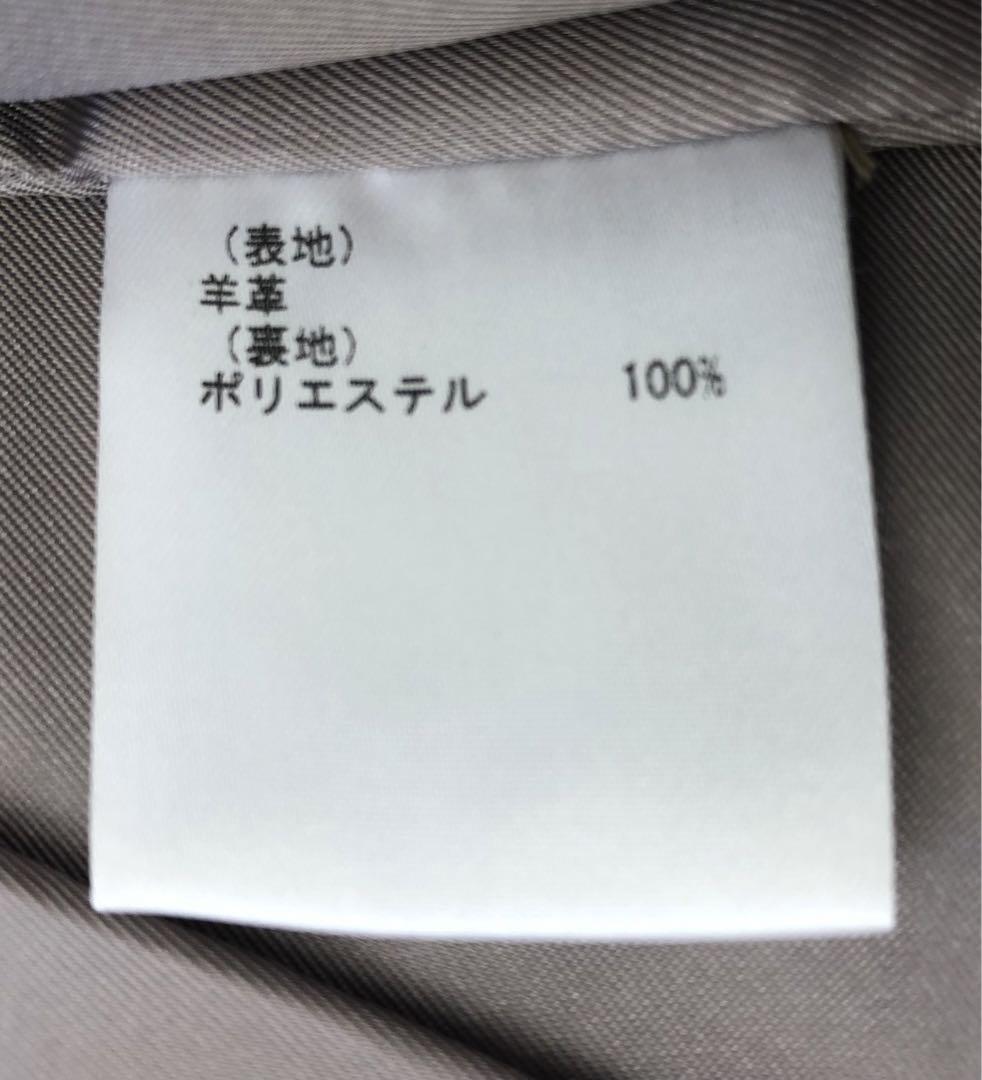 (表地)
羊革
(裏地)
ポリエステル 100%